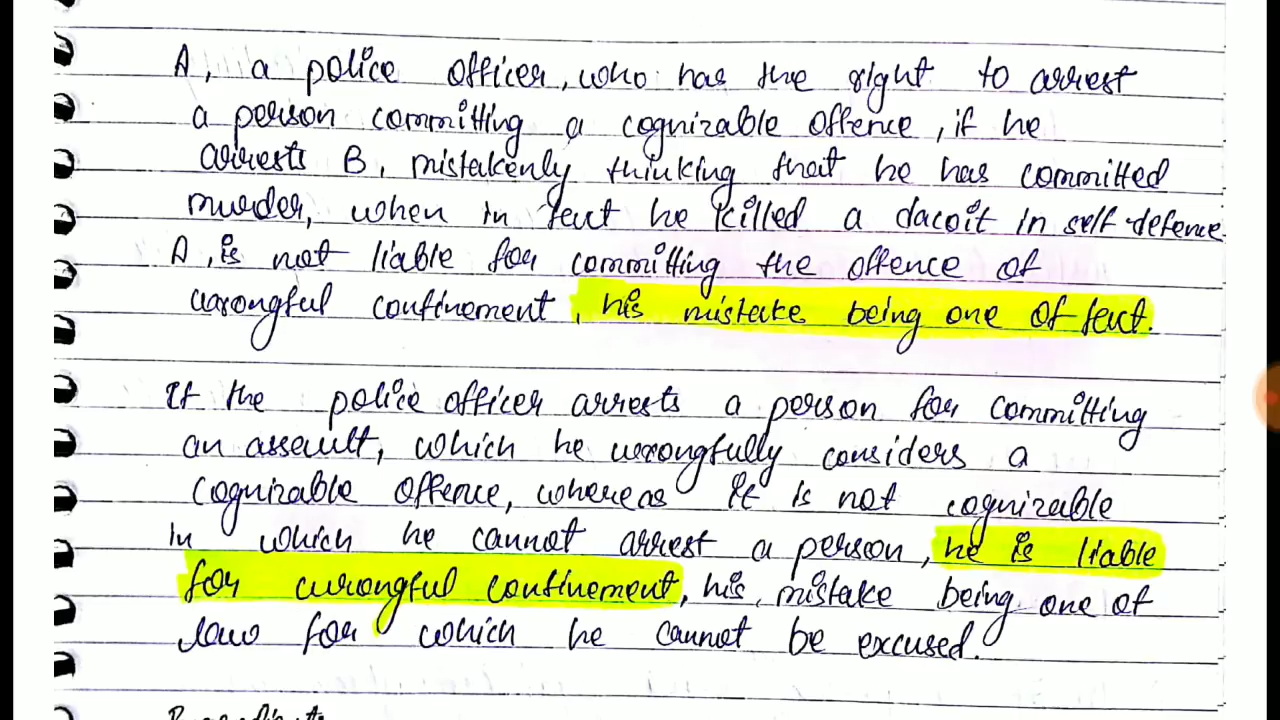 A, a police officer, who has the right to arrest
a person committing a cognizable offence, if he
arrests B, mistakenly thinking that he has committed
murder, when in fact he killed a dacoit in self-defence.
A, is not liable for committing the offence of
wrongful confinement, his mistake being one of fact.
If the police officer arrests a person for committing
an assault, which he wrongfully considers a
cognizable offence, whereas it is not cognizable
in which he cannot arrest a person, he is liable
for wrongful confinement, his mistake being one of
law for which he cannot be excused.